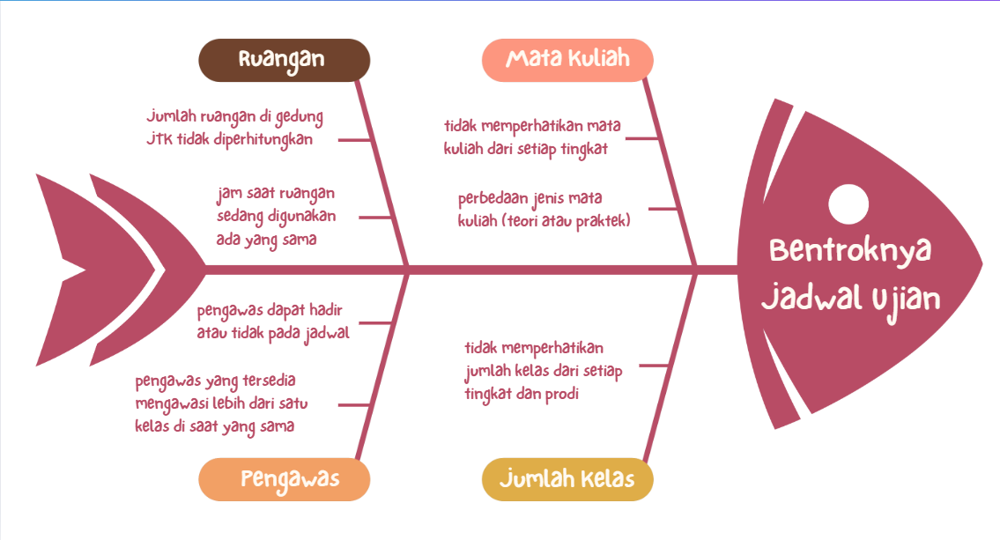 Ruangan
Jumlah ruangan di gedung
JTK tidak diperhitungkan
jam saat ruangan
sedang digunakan
ada yang sama
Mata Kuliah
tidak memperhatikan mata
kuliah dari setiap tingkat
perbedaan jenis mata
kuliah (teori atau praktek)
Bentroknya
Jadwal Ujian
pengawas dapat hadir
atau tidak pada jadwal
pengawas yang tersedia
mengawasi lebih dari satu
kelas di saat yang sama
Pengawas
tidak memperhatikan
jumlah kelas dari setiap
tingkat dan prodi
Jumlah Kelas